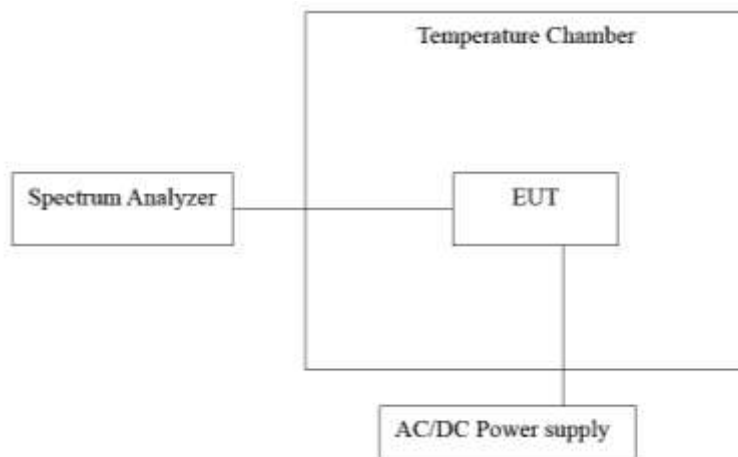 Temperature Chamber
Spectrum Analyzer
EUT
AC/DC Power supply